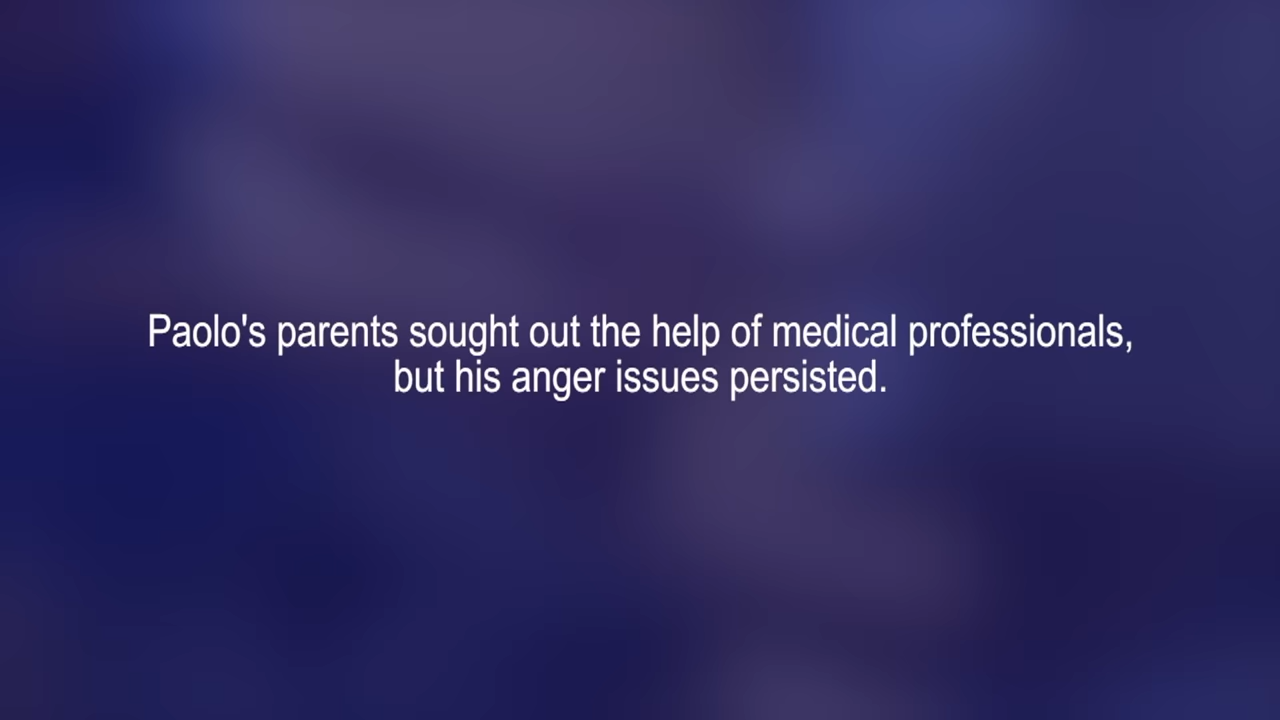 Paolo's parents sought out the help of medical professionals,
but his anger issues persisted.